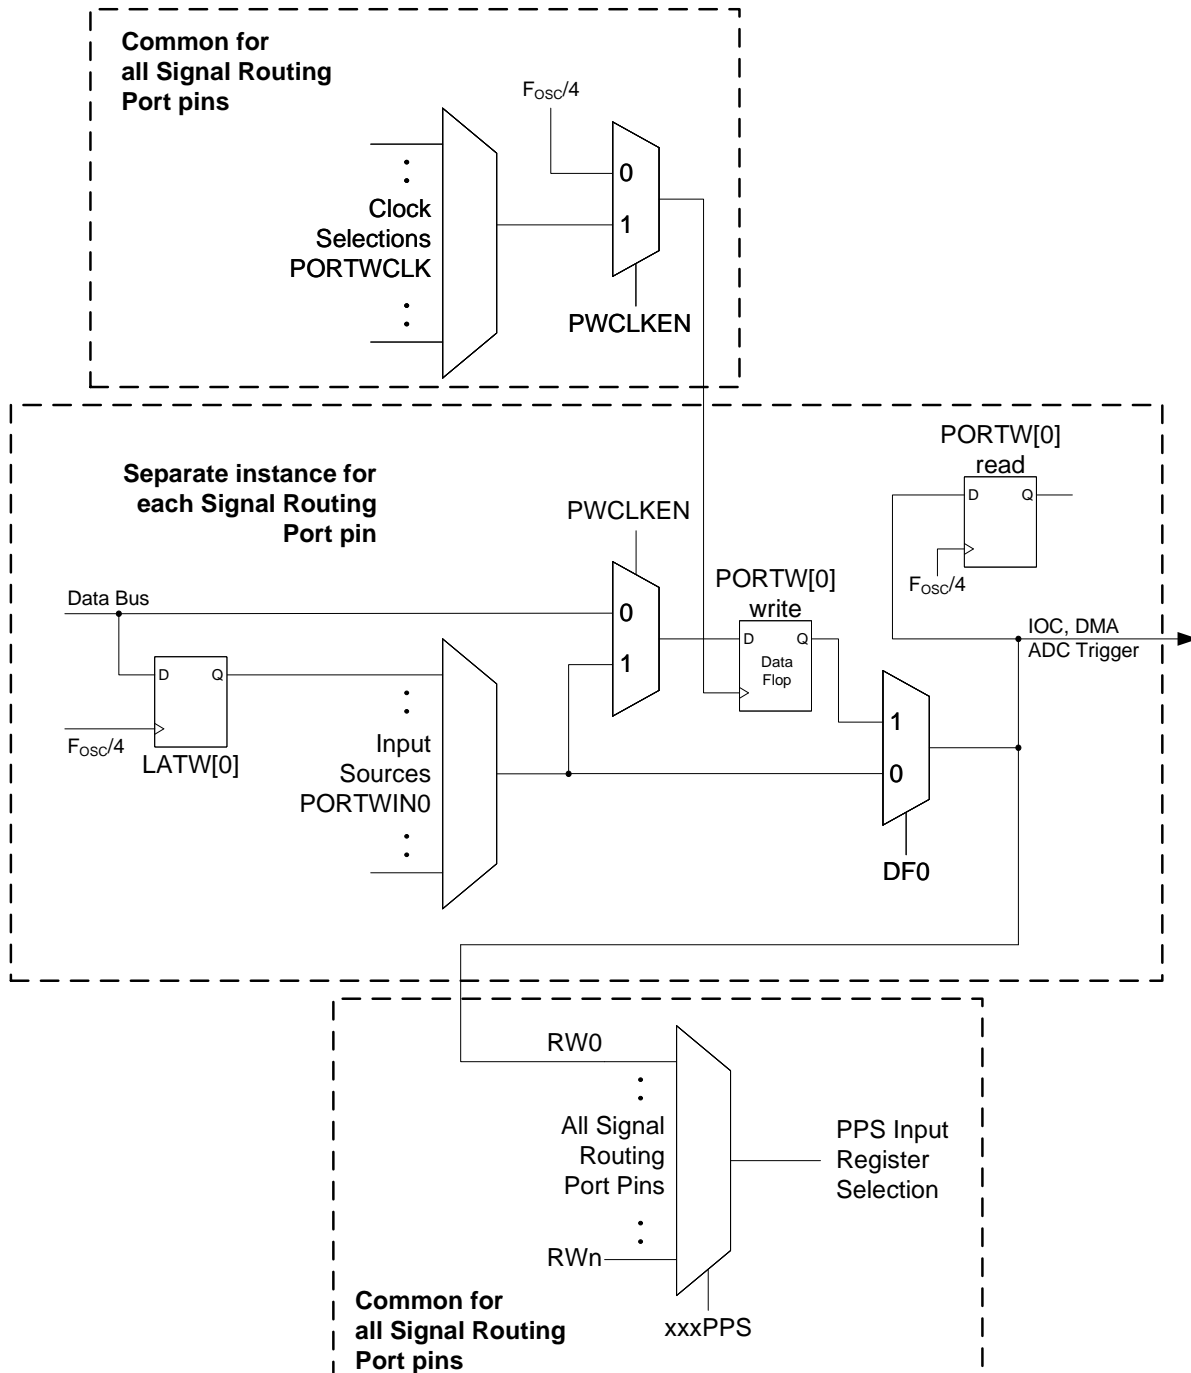 Common for
all Signal Routing
Port pins
FOSC/4
0
1
Clock
Selections
PORTWCLK
PWCLKEN
PORTW[0]
read
D
Q
FOSC/4
Separate instance for
each Signal Routing
Port pin
PWCLKEN
0
1
PORTW[0]
write
D
Q
Data
Flop
Data Bus
D
Q
FOSC/4
LATW[0]
Input
Sources
PORTWIN0
1
0
DF0
IOC, DMA
ADC Trigger
RW0
All Signal
Routing
Port Pins
RWn
xxxPPS
PPS Input
Register
Selection
Common for
all Signal Routing
Port pins